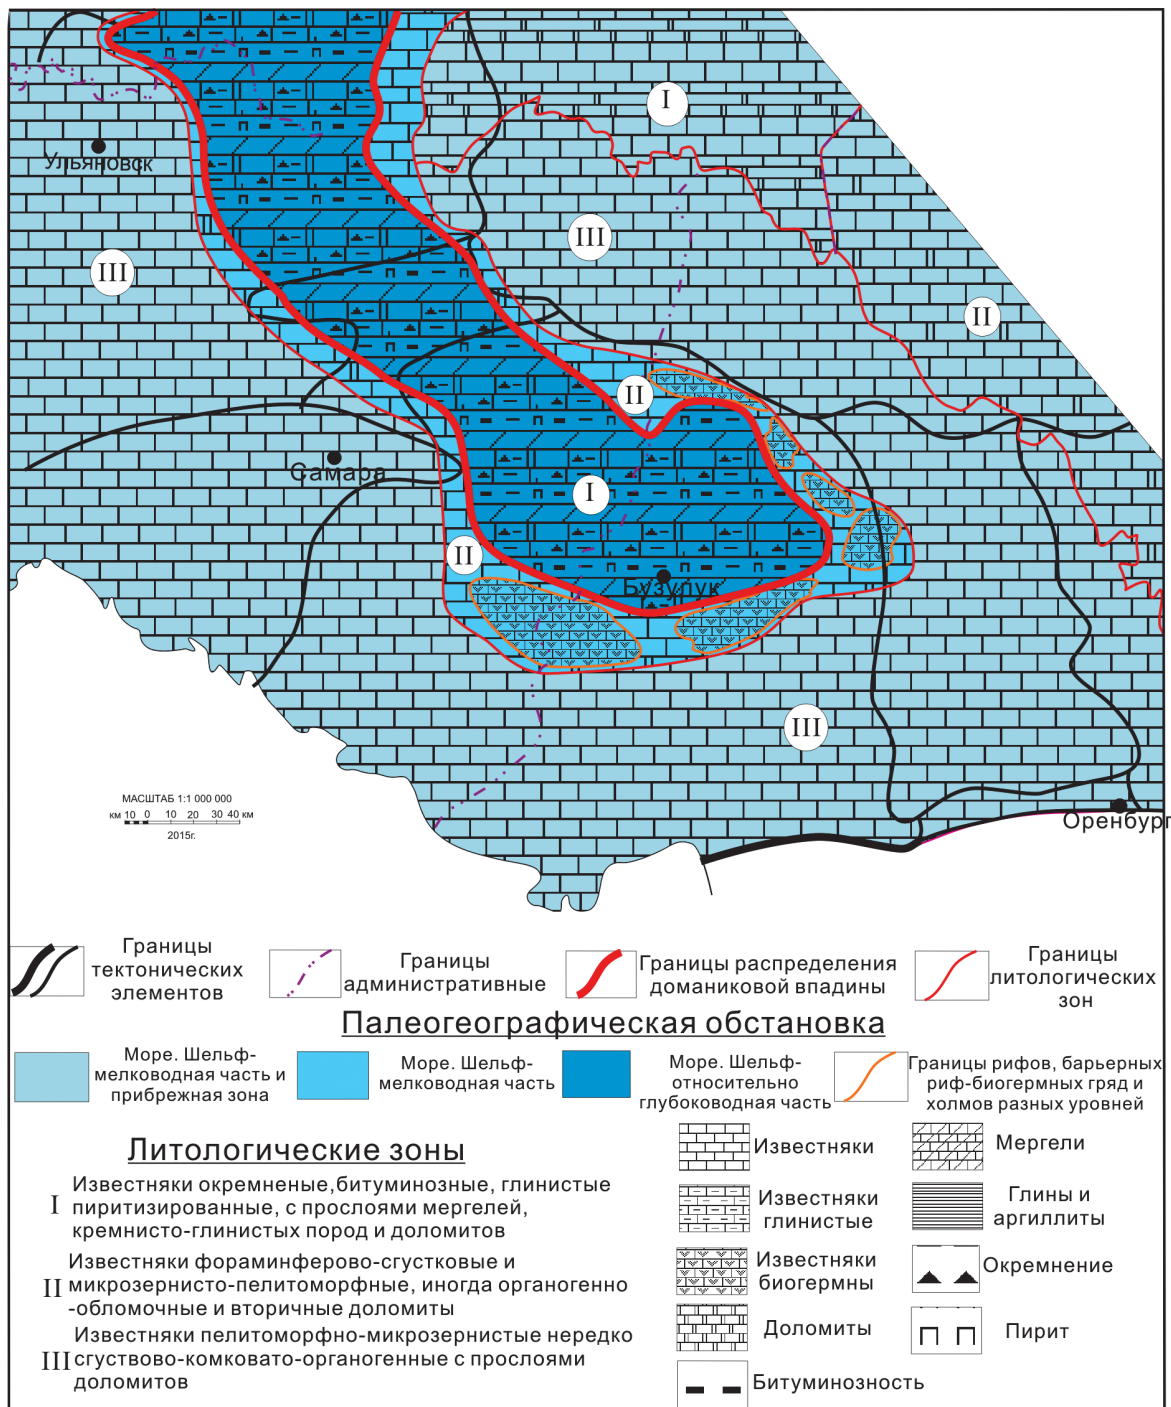 I
Ульяновск
III
III
II
II
Самара
I
II
Бузулук
III
МАСШТАБ 1:1 000 000
км 10 0 10 20 30 40 км
2015г.
Оренбург
Границы
тектонических
элементов
Границы
административные
Границы распределения
доманиковой впадины
Границы
литологических
зон
Палеогеографическая обстановка
Море. Шельф-
мелководная часть и
прибрежная зона
Море. Шельф-
мелководная часть
Море. Шельф-
относительно
глубоководная часть
Границы рифов, барьерных
риф-биогермных гряд и
холмов разных уровней
Литологические зоны
I
Известняки окремненые,битуминозные, глинистые
пиритизированные, с прослоями мергелей,
кремнисто-глинистых пород и доломитов
II
Известняки фораминферово-сгустковые и
микрозернисто-пелитоморфные, иногда органогенно
-обломочные и вторичные доломиты
III
Известняки пелитоморфно-микрозернистые нередко
сгуствово-комковато-органогенные с прослоями
доломитов
Известняки
Известняки
глинистые
Известняки
биогермны
Доломиты
Битуминозность
Мергели
Глины и
аргиллиты
Окремнение
Пирит